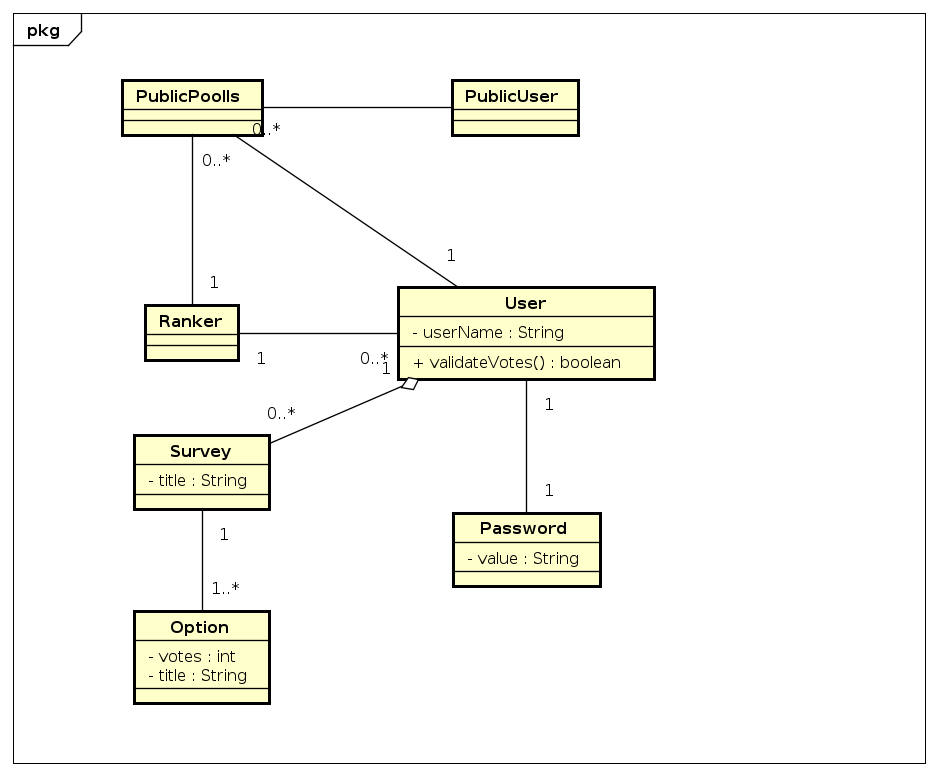 pkg
PublicPoolls
PublicUser
0..*
0..*
1
1
User
- userName : String
+ validateVotes() : boolean
Ranker
1
0..*
1
0..*
1
1
Survey
- title : String
Password
- value : String
1
1..*
Option
- votes : int
- title : String